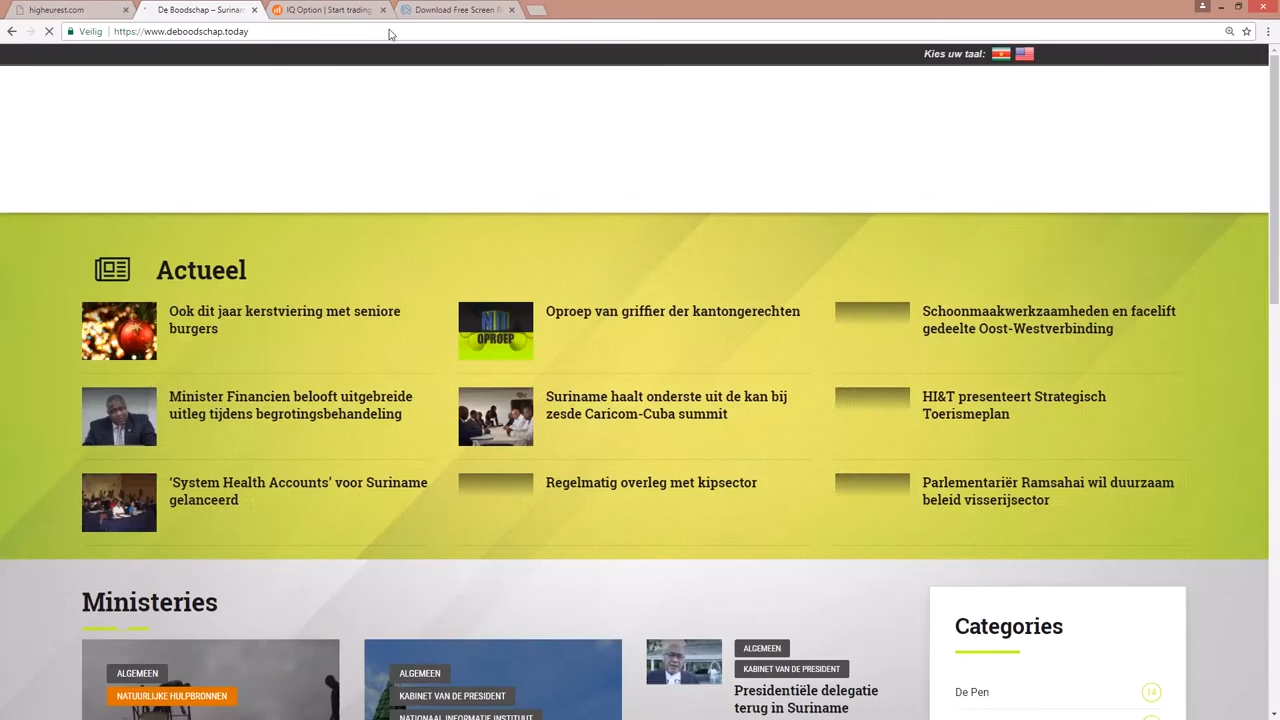 higheurest.com
De Boodschap – Surinam
IQ Option | Start trading
Download Free Screen R
Veilig
https://www.deboodschap.today
Kies uw taal:
Actueel
Ook dit jaar kerstviering met seniore
burgers
Oproep van griffier der kantongerechten
OPROEP
Schoonmaakwerkzaamheden en facelift
gedeelte Oost-Westverbinding
Minister Financien belooft uitgebreide
uitleg tijdens begrotingsbehandeling
Suriname haalt onderste uit de kan bij
zesde Caricom-Cuba summit
HI&T presenteert Strategisch
Toerismeplan
‘System Health Accounts’ voor Suriname
gelanceerd
Regelmatig overleg met kipsector
Parlementariër Ramsahai wil duurzaam
beleid visserijsector
Ministeries
ALGEMEEN
NATUURLIJKE HULPBRONNEN
ALGEMEEN
KABINET VAN DE PRESIDENT
NATIONAAL INFORMATIE INSTITUUT
ALGEMEEN
KABINET VAN DE PRESIDENT
Presidentiële delegatie
terug in Suriname
Categories
De Pen
14